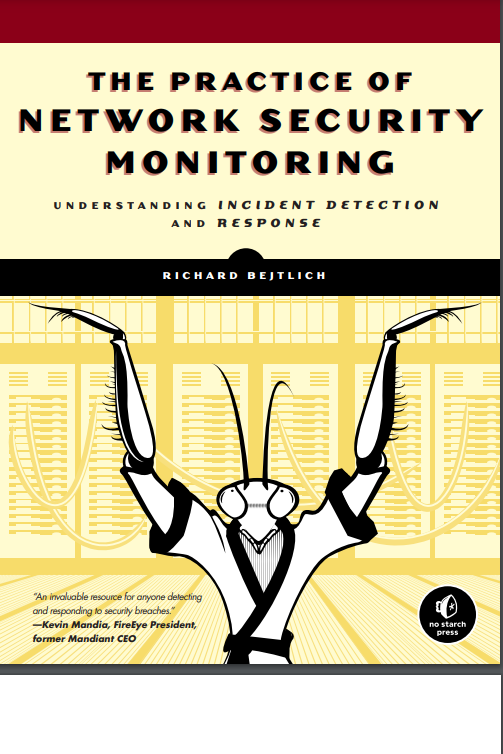 THE PRACTICE OF
NETWORK SECURITY
MONITORING
UNDERSTANDING INCIDENT DETECTION
AND RESPONSE
RICHARD BEJTLICH
"An invaluable resource for anyone detecting
and responding to security breaches."
—Kevin Mandia, FireEye President,
former Mandiant CEO
no starch
press